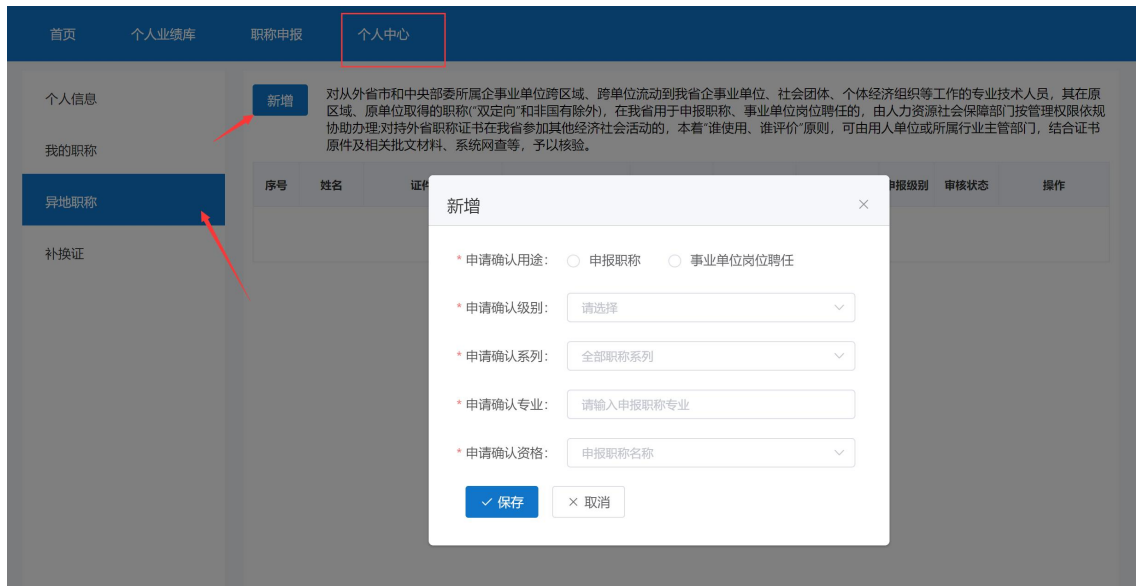 首页 个人业绩库 职称申报 个人中心
个人信息
我的职称
异地职称
补换证
新增
对从外省市和中央部委所属企事业单位跨区域、跨单位流动到我省企事业单位、社会团体、个体经济组织等工作的专业技术人员，其在原
区域、原单位取得的职称("双定向"和非国有除外)，在我省用于申报职称、事业单位岗位聘任的，由人力资源社会保障部门按管理权限依规
协助办理;对持外省职称证书在我省参加其他经济社会活动的，本着"谁使用、谁评价"原则，可由用人单位或所属行业主管部门，结合证书
原件及相关批文材料、系统网查等，予以核验。
序号 姓名 证件 申报级别 审核状态 操作
新增
* 申请确认用途： 申报职称 事业单位岗位聘任
* 申请确认级别： 请选择
* 申请确认系列： 全部职称系列
* 申请确认专业： 请输入申报职称专业
* 申请确认资格： 申报职称名称
保存 取消